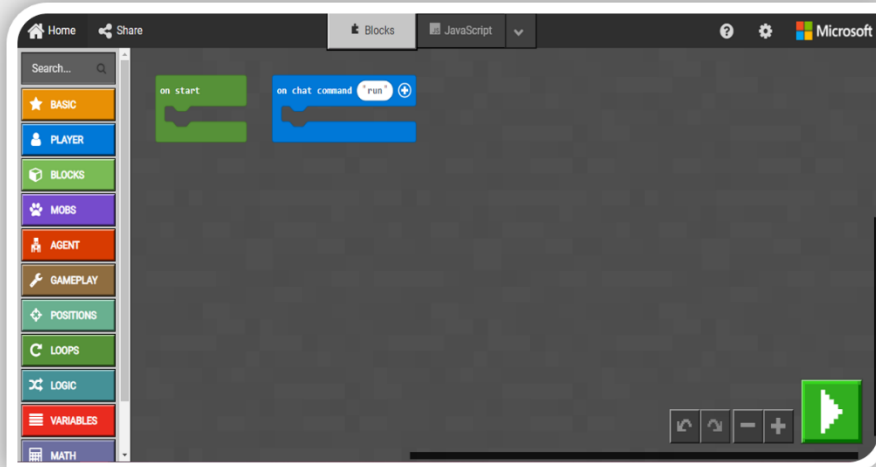 Home Share Blocks JavaScript Microsoft
Search...
BASIC
PLAYER
BLOCKS
MOBS
AGENT
GAMEPLAY
POSITIONS
LOOPS
LOGIC
VARIABLES
MATH
on start
on chat command "run"